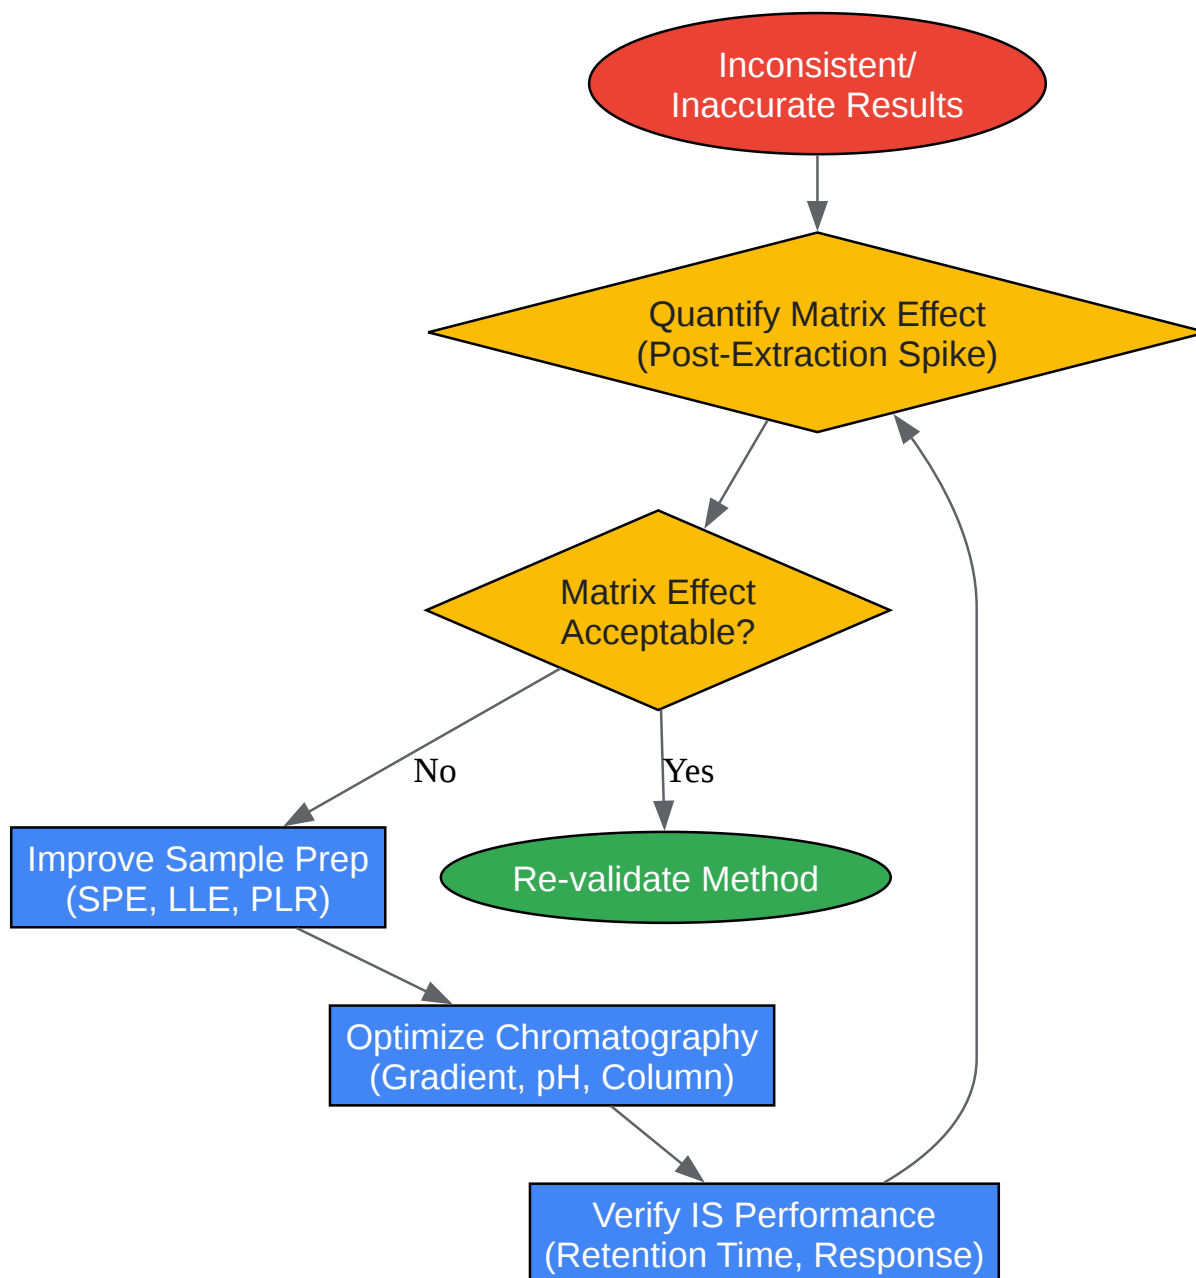 Inconsistent/
Inaccurate Results
Quantify Matrix Effect
(Post-Extraction Spike)
Matrix Effect
Acceptable?
No
Yes
Improve Sample Prep
(SPE, LLE, PLR)
Re-validate Method
Optimize Chromatography
(Gradient, pH, Column)
Verify IS Performance
(Retention Time, Response)